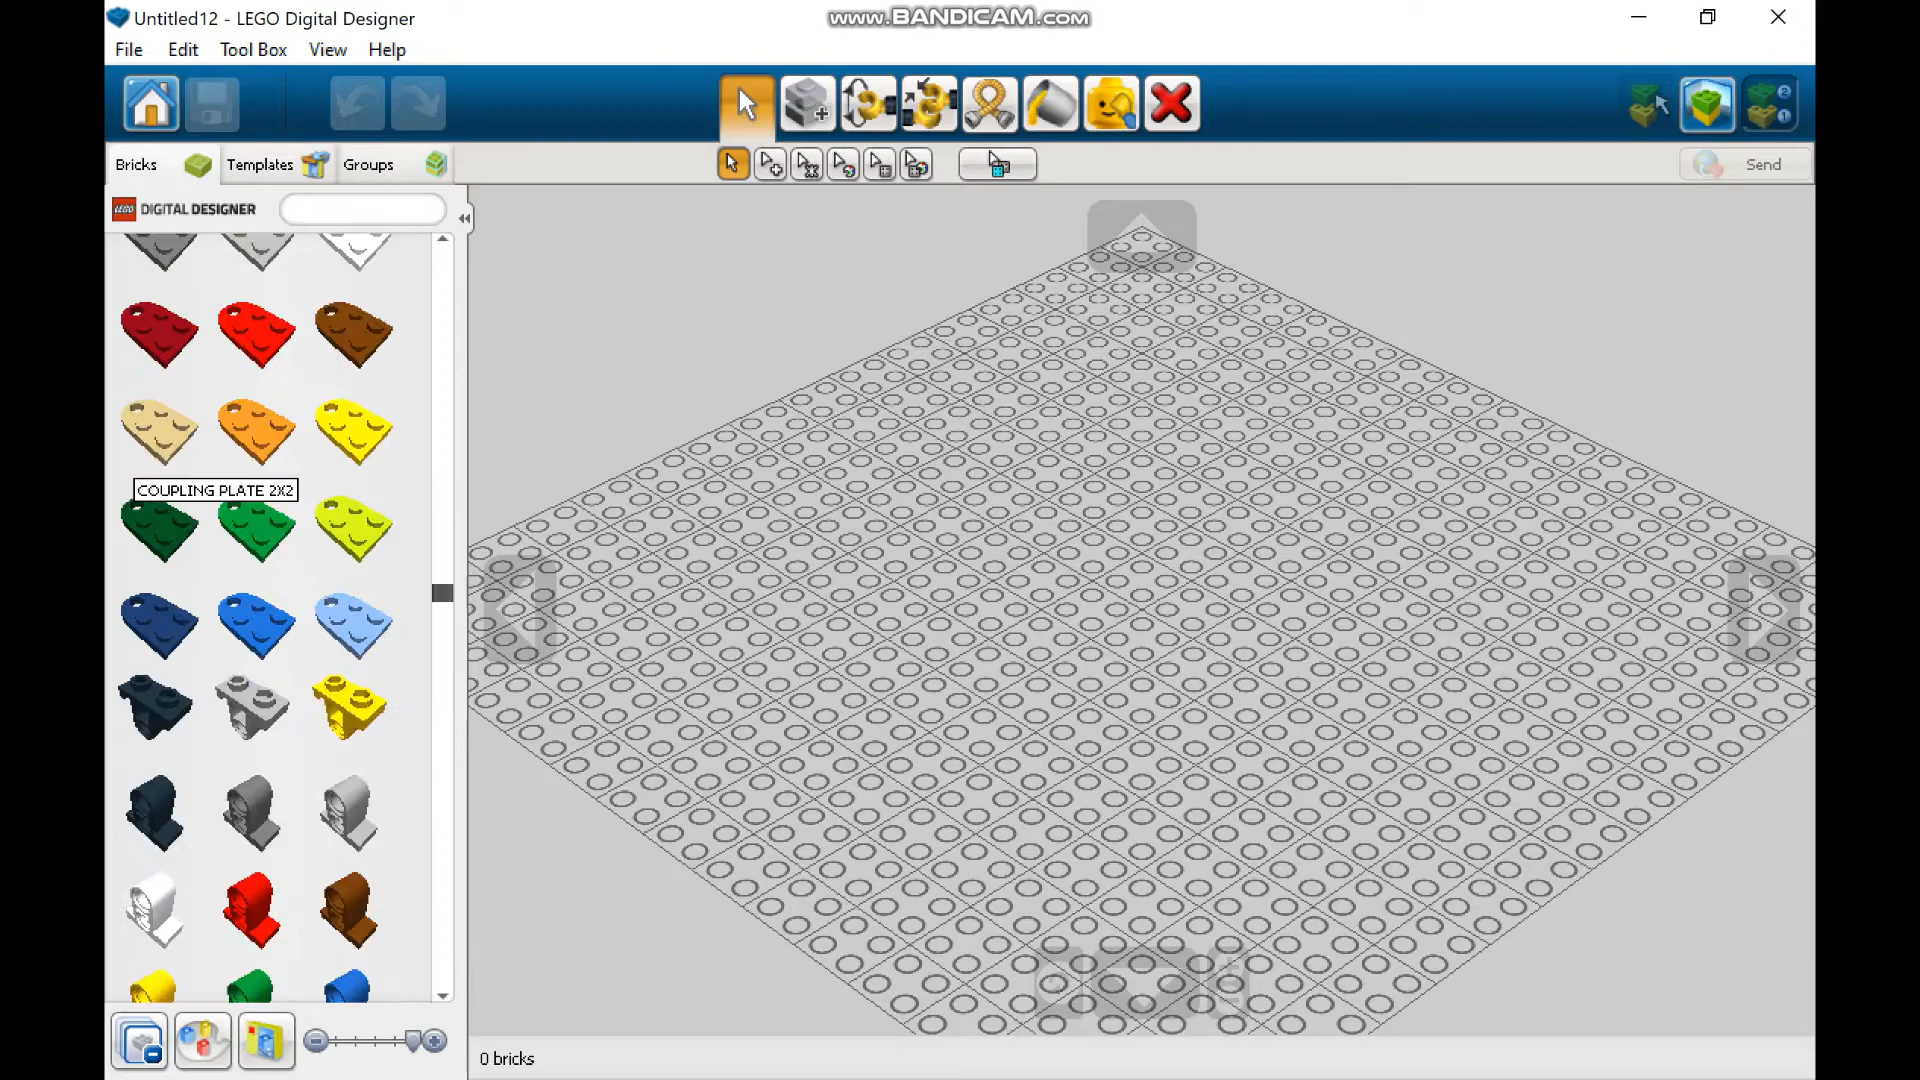 Untitled12 - LEGO Digital Designer
www.BANDICAM.com
File Edit Tool Box View Help
Bricks Templates Groups
Send
LEGO DIGITAL DESIGNER
COUPLING PLATE 2X2
0 bricks